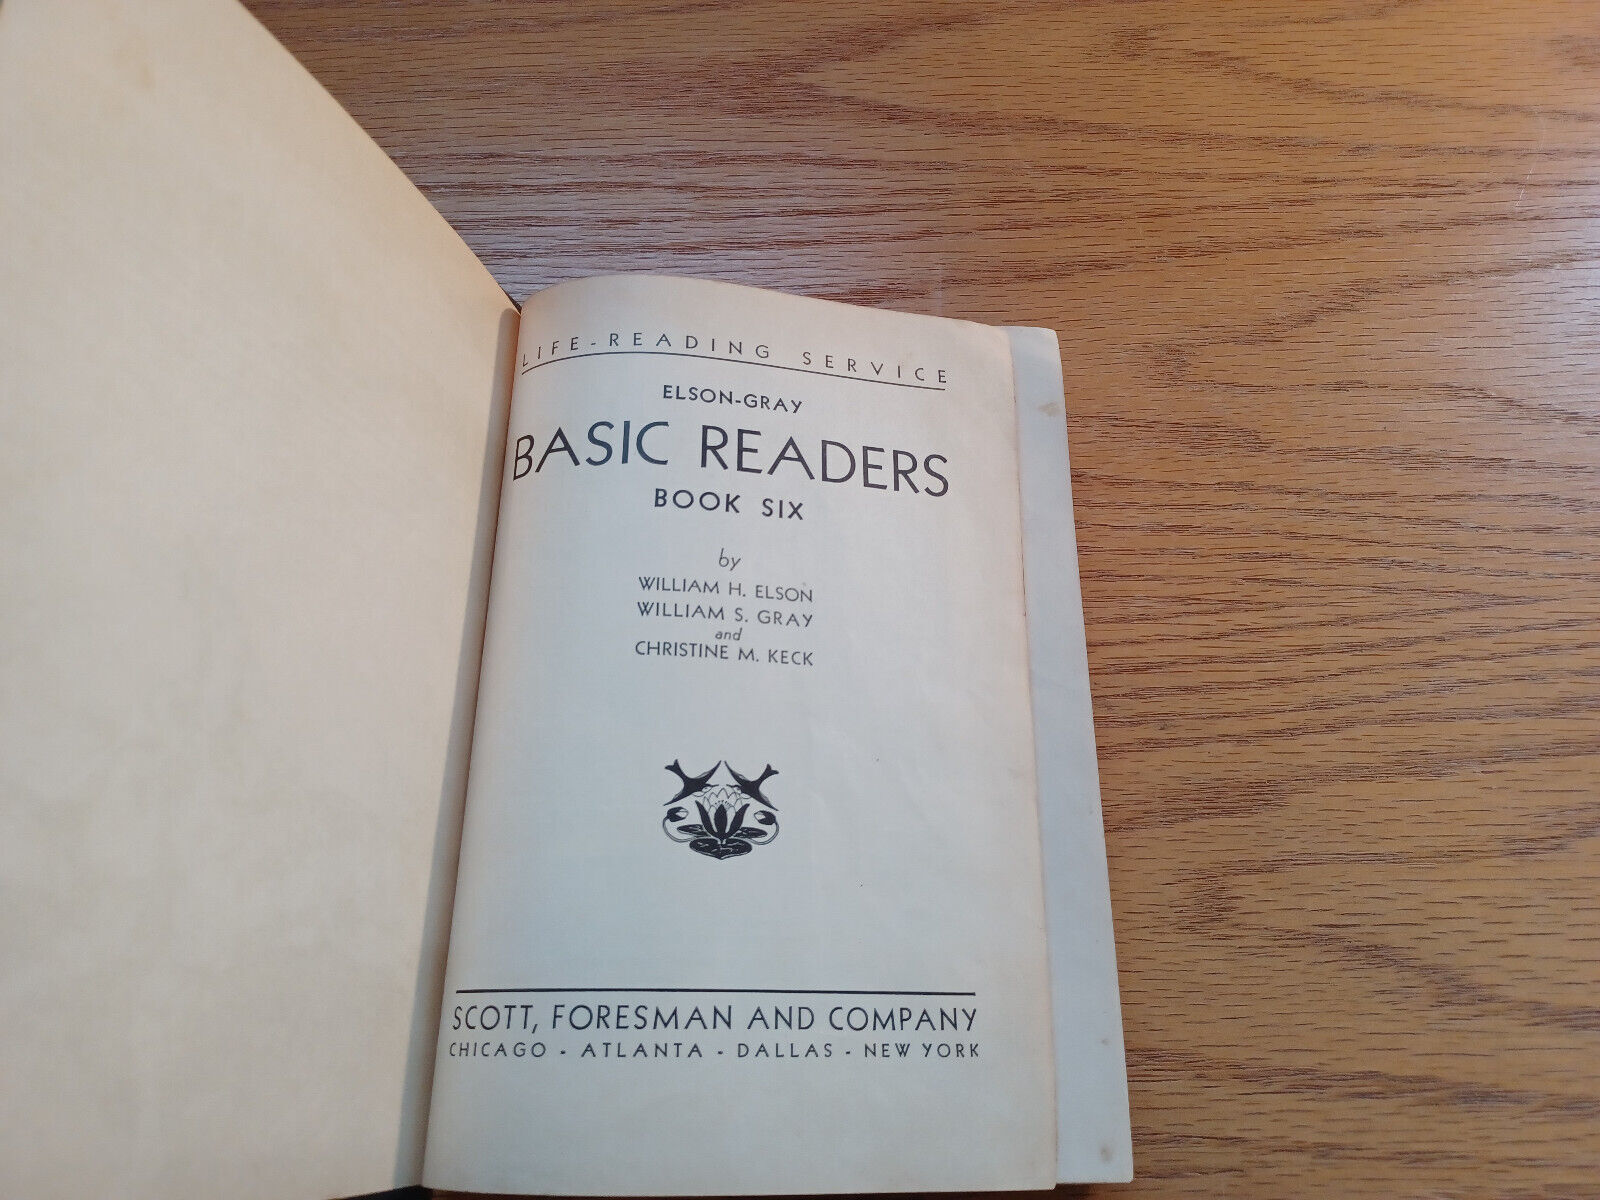 LIFE-READING SERVICE
ELSON-GRAY
BASIC READERS
BOOK SIX
by
WILLIAM H. ELSON
WILLIAM S. GRAY
and
CHRISTINE M. KECK
SCOTT, FORESMAN AND COMPANY
CHICAGO - ATLANTA - DALLAS - NEW YORK